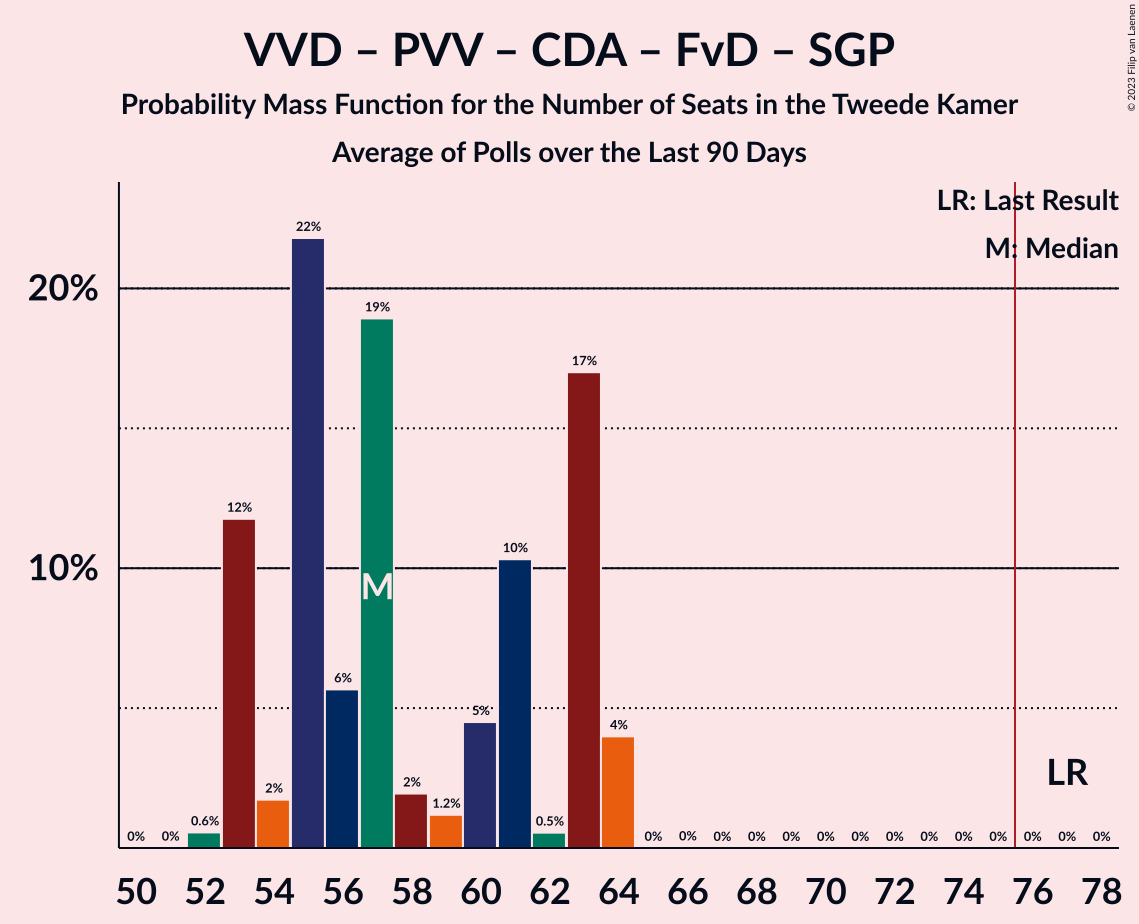 VVD – PVV – CDA – FvD – SGP
Probability Mass Function for the Number of Seats in the Tweede Kamer
Average of Polls over the Last 90 Days
© 2023 Filip van Laenen
LR: Last Result
M: Median
20%
10%
0% 0% 0.6% 12% 2% 22% 6% 19% 2% 1.2% 5% 10% 0.5% 17% 4% 0% 0% 0% 0% 0% 0% 0% 0% 0% 0% 0% 0% 0% 0%
M
LR
50 52 54 56 58 60 62 64 66 68 70 72 74 76 78